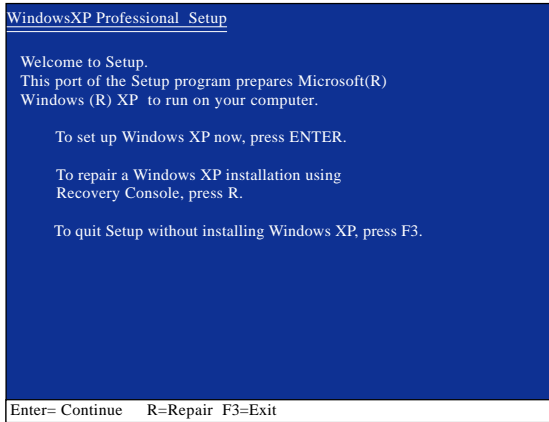 WindowsXP Professional Setup
Welcome to Setup.
This port of the Setup program prepares Microsoft(R)
Windows (R) XP to run on your computer.
To set up Windows XP now, press ENTER.
To repair a Windows XP installation using
Recovery Console, press R.
To quit Setup without installing Windows XP, press F3.
Enter= Continue R=Repair F3=Exit